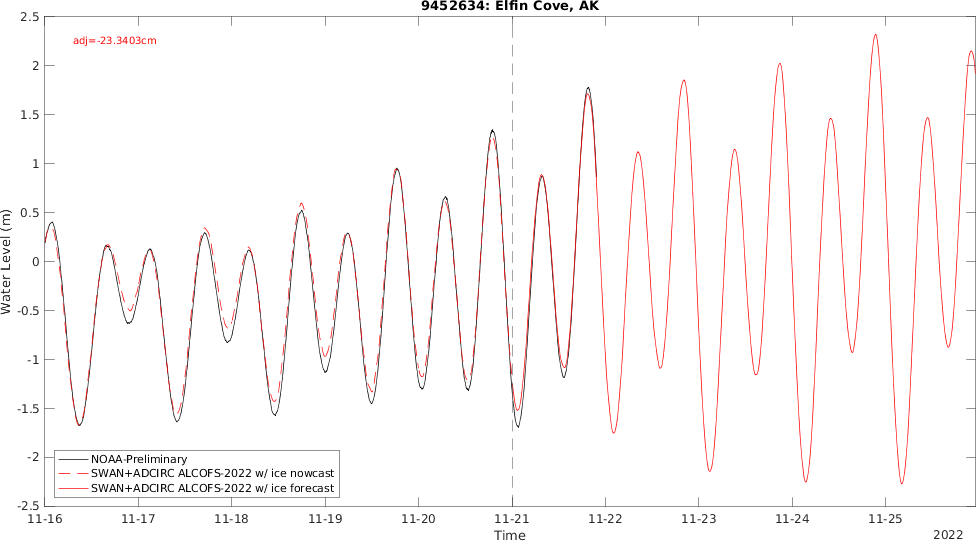 9452634: Elfin Cove, AK
adj=-23.3403cm
2.5
2
1.5
1
0.5
0
-0.5
-1
-1.5
-2
-2.5
Water Level (m)
NOAA-Preliminary
SWAN+ADCIRC ALCOFS-2022 w/ ice nowcast
SWAN+ADCIRC ALCOFS-2022 w/ ice forecast
11-16 11-17 11-18 11-19 11-20 11-21 11-22 11-23 11-24 11-25
Time
2022